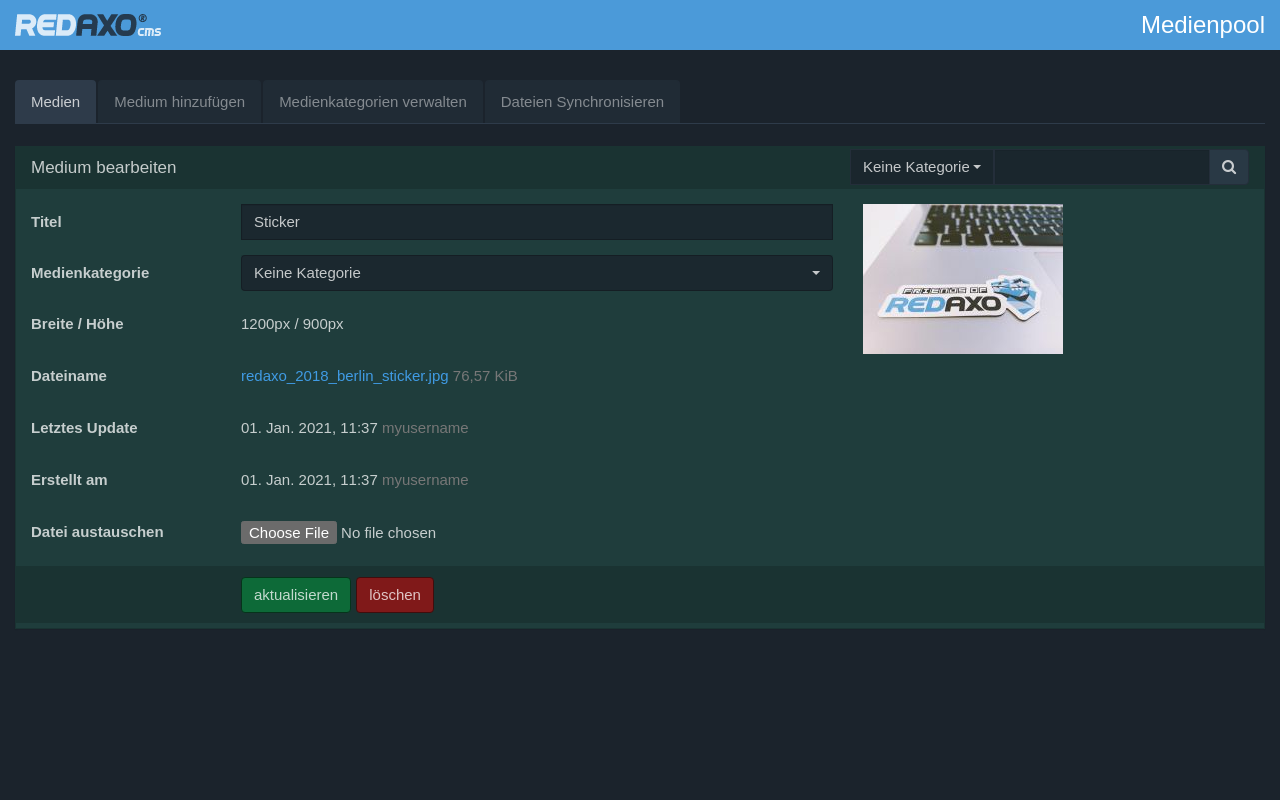 REDAXO® cms
Medienpool
Medien Medium hinzufügen Medienkategorien verwalten Dateien Synchronisieren
Medium bearbeiten Keine Kategorie
Titel Sticker
Medienkategorie Keine Kategorie
Breite / Höhe 1200px / 900px
Dateiname redaxo_2018_berlin_sticker.jpg 76,57 KiB
Letztes Update 01. Jan. 2021, 11:37 myusername
Erstellt am 01. Jan. 2021, 11:37 myusername
Datei austauschen Choose File No file chosen
aktualisieren löschen
FRIENDS OF
REDAXO